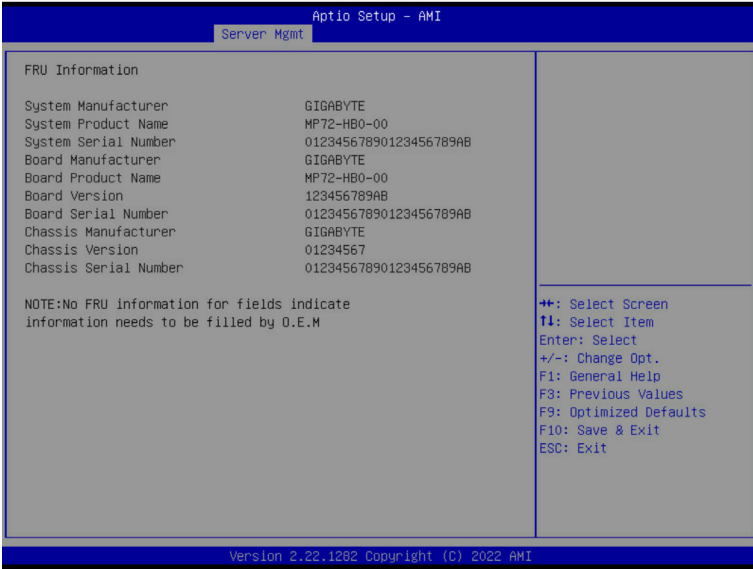 Aptio Setup – AMI
Server Mgmt
FRU Information
System Manufacturer GIGABYTE
System Product Name MP72-HB0-00
System Serial Number 01234567890123456789AB
Board Manufacturer GIGABYTE
Board Product Name MP72-HB0-00
Board Version 123456789AB
Board Serial Number 01234567890123456789AB
Chassis Manufacturer GIGABYTE
Chassis Version 01234567
Chassis Serial Number 01234567890123456789AB
NOTE:No FRU information for fields indicate
information needs to be filled by O.E.M
→←: Select Screen
↑↓: Select Item
Enter: Select
+/-: Change Opt.
F1: General Help
F3: Previous Values
F9: Optimized Defaults
F10: Save & Exit
ESC: Exit
Version 2.22.1282 Copyright (C) 2022 AMI